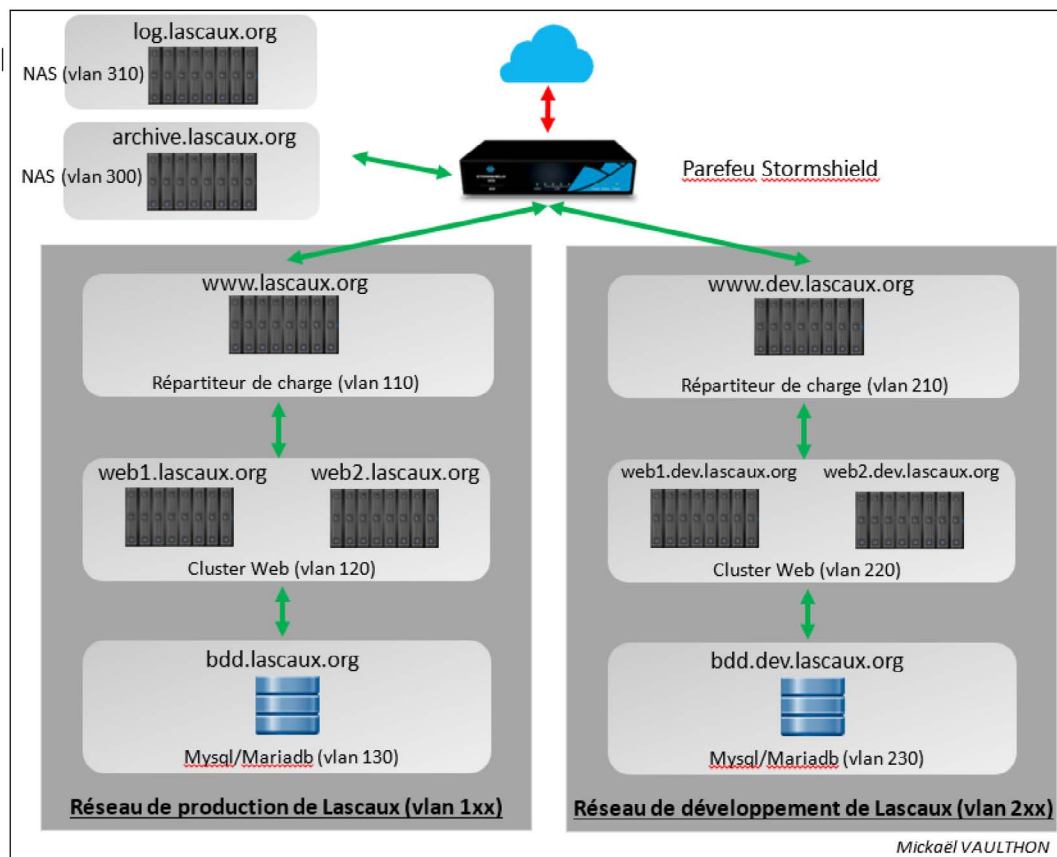 log.lascaux.org
NAS (vlan 310)
archive.lascaux.org
NAS (vlan 300)
STORMSHIELD
Parefeu Stormshield
www.lascaux.org
Répartiteur de charge (vlan 110)
web1.lascaux.org
web2.lascaux.org
Cluster Web (vlan 120)
bdd.lascaux.org
Mysql/Mariadb (vlan 130)
Réseau de production de Lascaux (vlan 1xx)
www.dev.lascaux.org
Répartiteur de charge (vlan 210)
web1.dev.lascaux.org
web2.dev.lascaux.org
Cluster Web (vlan 220)
bdd.dev.lascaux.org
Mysql/Mariadb (vlan 230)
Réseau de développement de Lascaux (vlan 2xx)
Mickaël VAULTHON